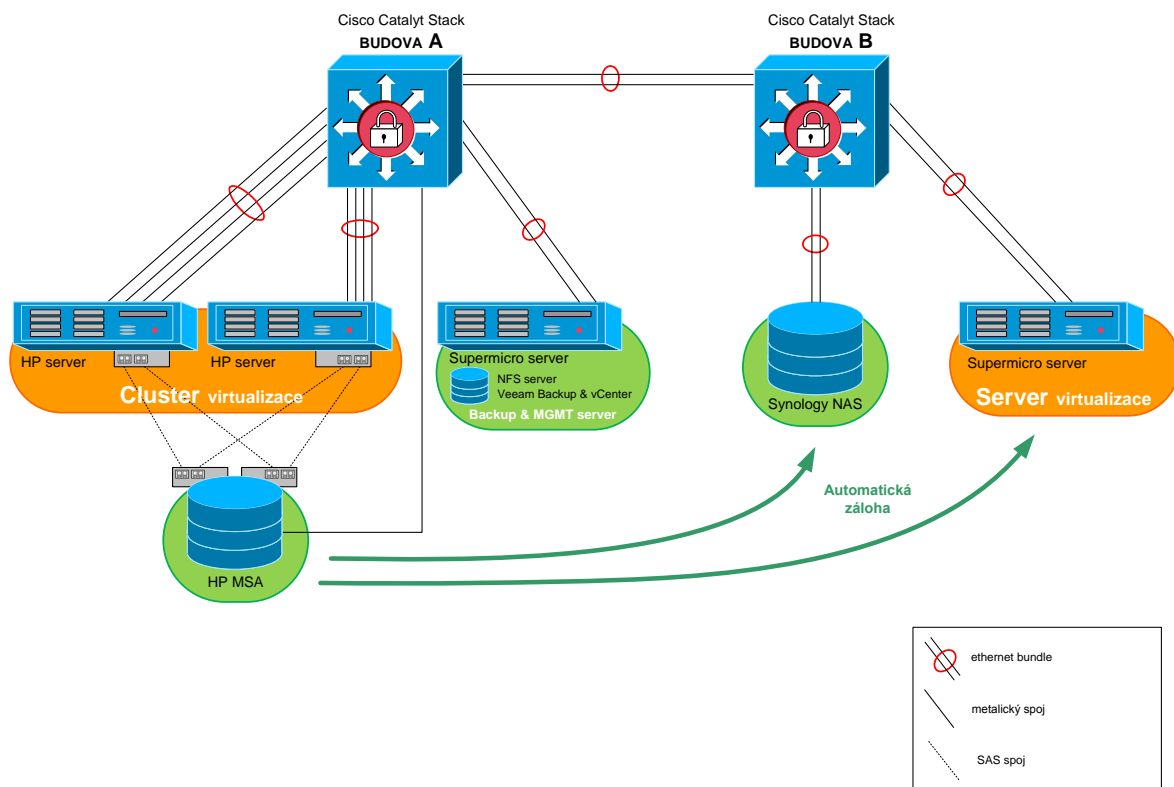 Cisco Catalyt Stack
BUDOVA A
Cisco Catalyt Stack
BUDOVA B
HP server
HP server
Cluster virtualizace
Supermicro server
NFS server
Veeam Backup & vCenter
Backup & MGMT server
Synology NAS
Supermicro server
Server virtualizace
HP MSA
Automatická
záloha
ethernet bundle
metalický spoj
SAS spoj